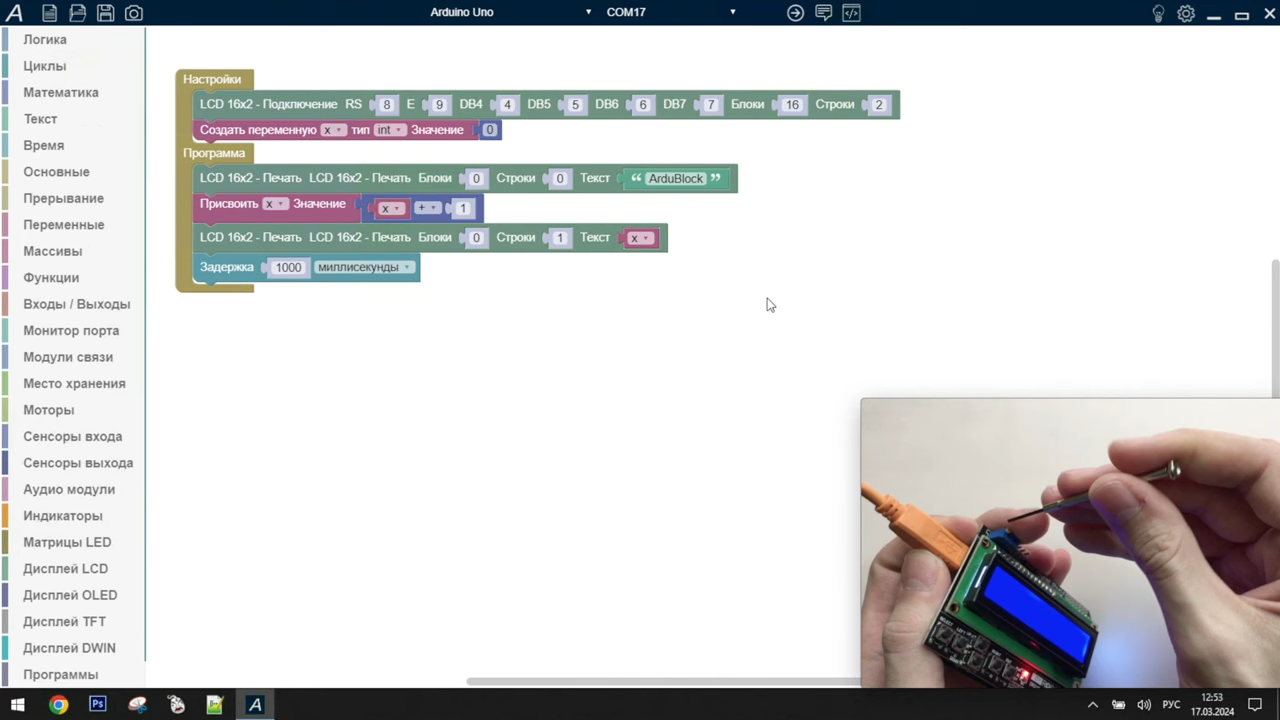 Arduino Uno
COM17
Логика
Циклы
Математика
Текст
Время
Основные
Прерывание
Переменные
Массивы
Функции
Входы / Выходы
Монитор порта
Модули связи
Место хранения
Моторы
Сенсоры входа
Сенсоры выхода
Аудио модули
Индикаторы
Матрицы LED
Дисплей LCD
Дисплей OLED
Дисплей TFT
Дисплей DWIN
Программы
Настройки
LCD 16x2 - Подключение RS 8 E 9 DB4 4 DB5 5 DB6 6 DB7 7 Блоки 16 Строки 2
Создать переменную x тип int Значение 0
Программа
LCD 16x2 - Печать LCD 16x2 - Печать Блоки 0 Строки 0 Текст “ ArduBlock ”
Присвоить x Значение x + 1
LCD 16x2 - Печать LCD 16x2 - Печать Блоки 0 Строки 1 Текст x
Задержка 1000 миллисекунды
SELECT
Ps
A
РУС
12:53
17.03.2024